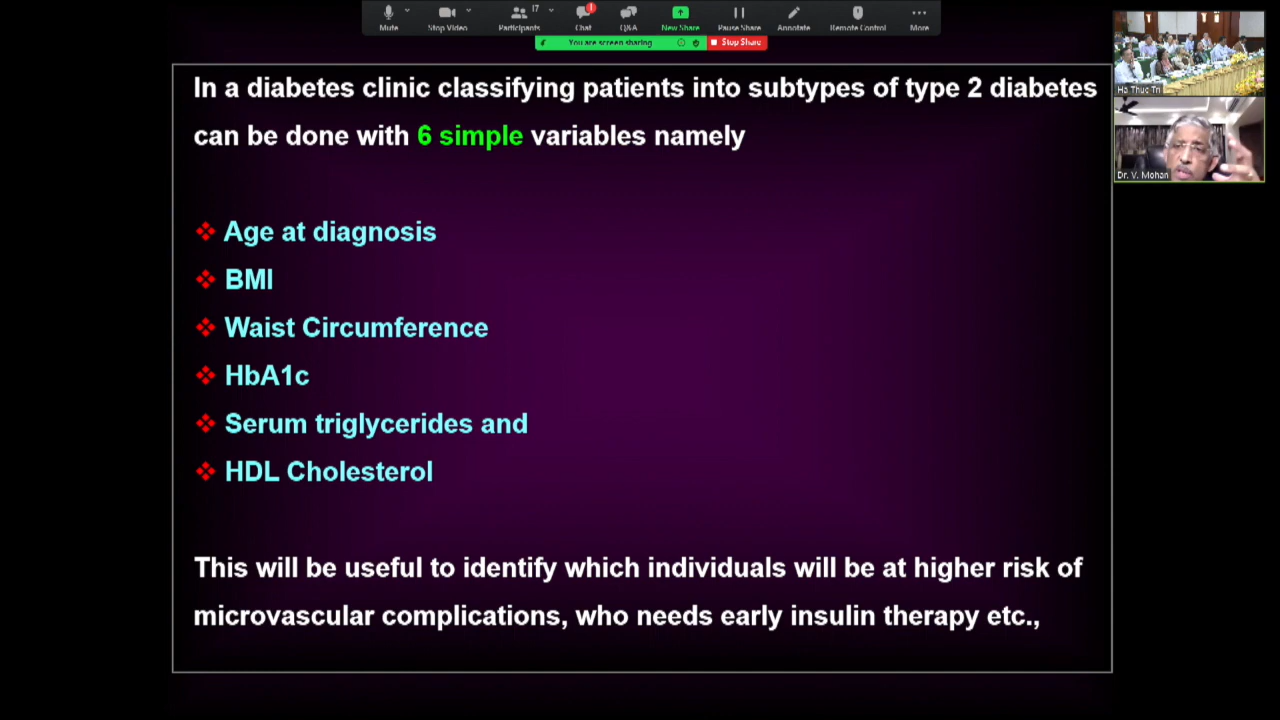 Mute
Stop Video
Participants
17
Chat
1
Q&A
New Share
Pause Share
Annotate
Remote Control
More
You are screen sharing
Stop Share
In a diabetes clinic classifying patients into subtypes of type 2 diabetes
can be done with 6 simple variables namely
Age at diagnosis
BMI
Waist Circumference
HbA1c
Serum triglycerides and
HDL Cholesterol
This will be useful to identify which individuals will be at higher risk of
microvascular complications, who needs early insulin therapy etc.,
Ha Thuc Tri
Dr. V. Mohan